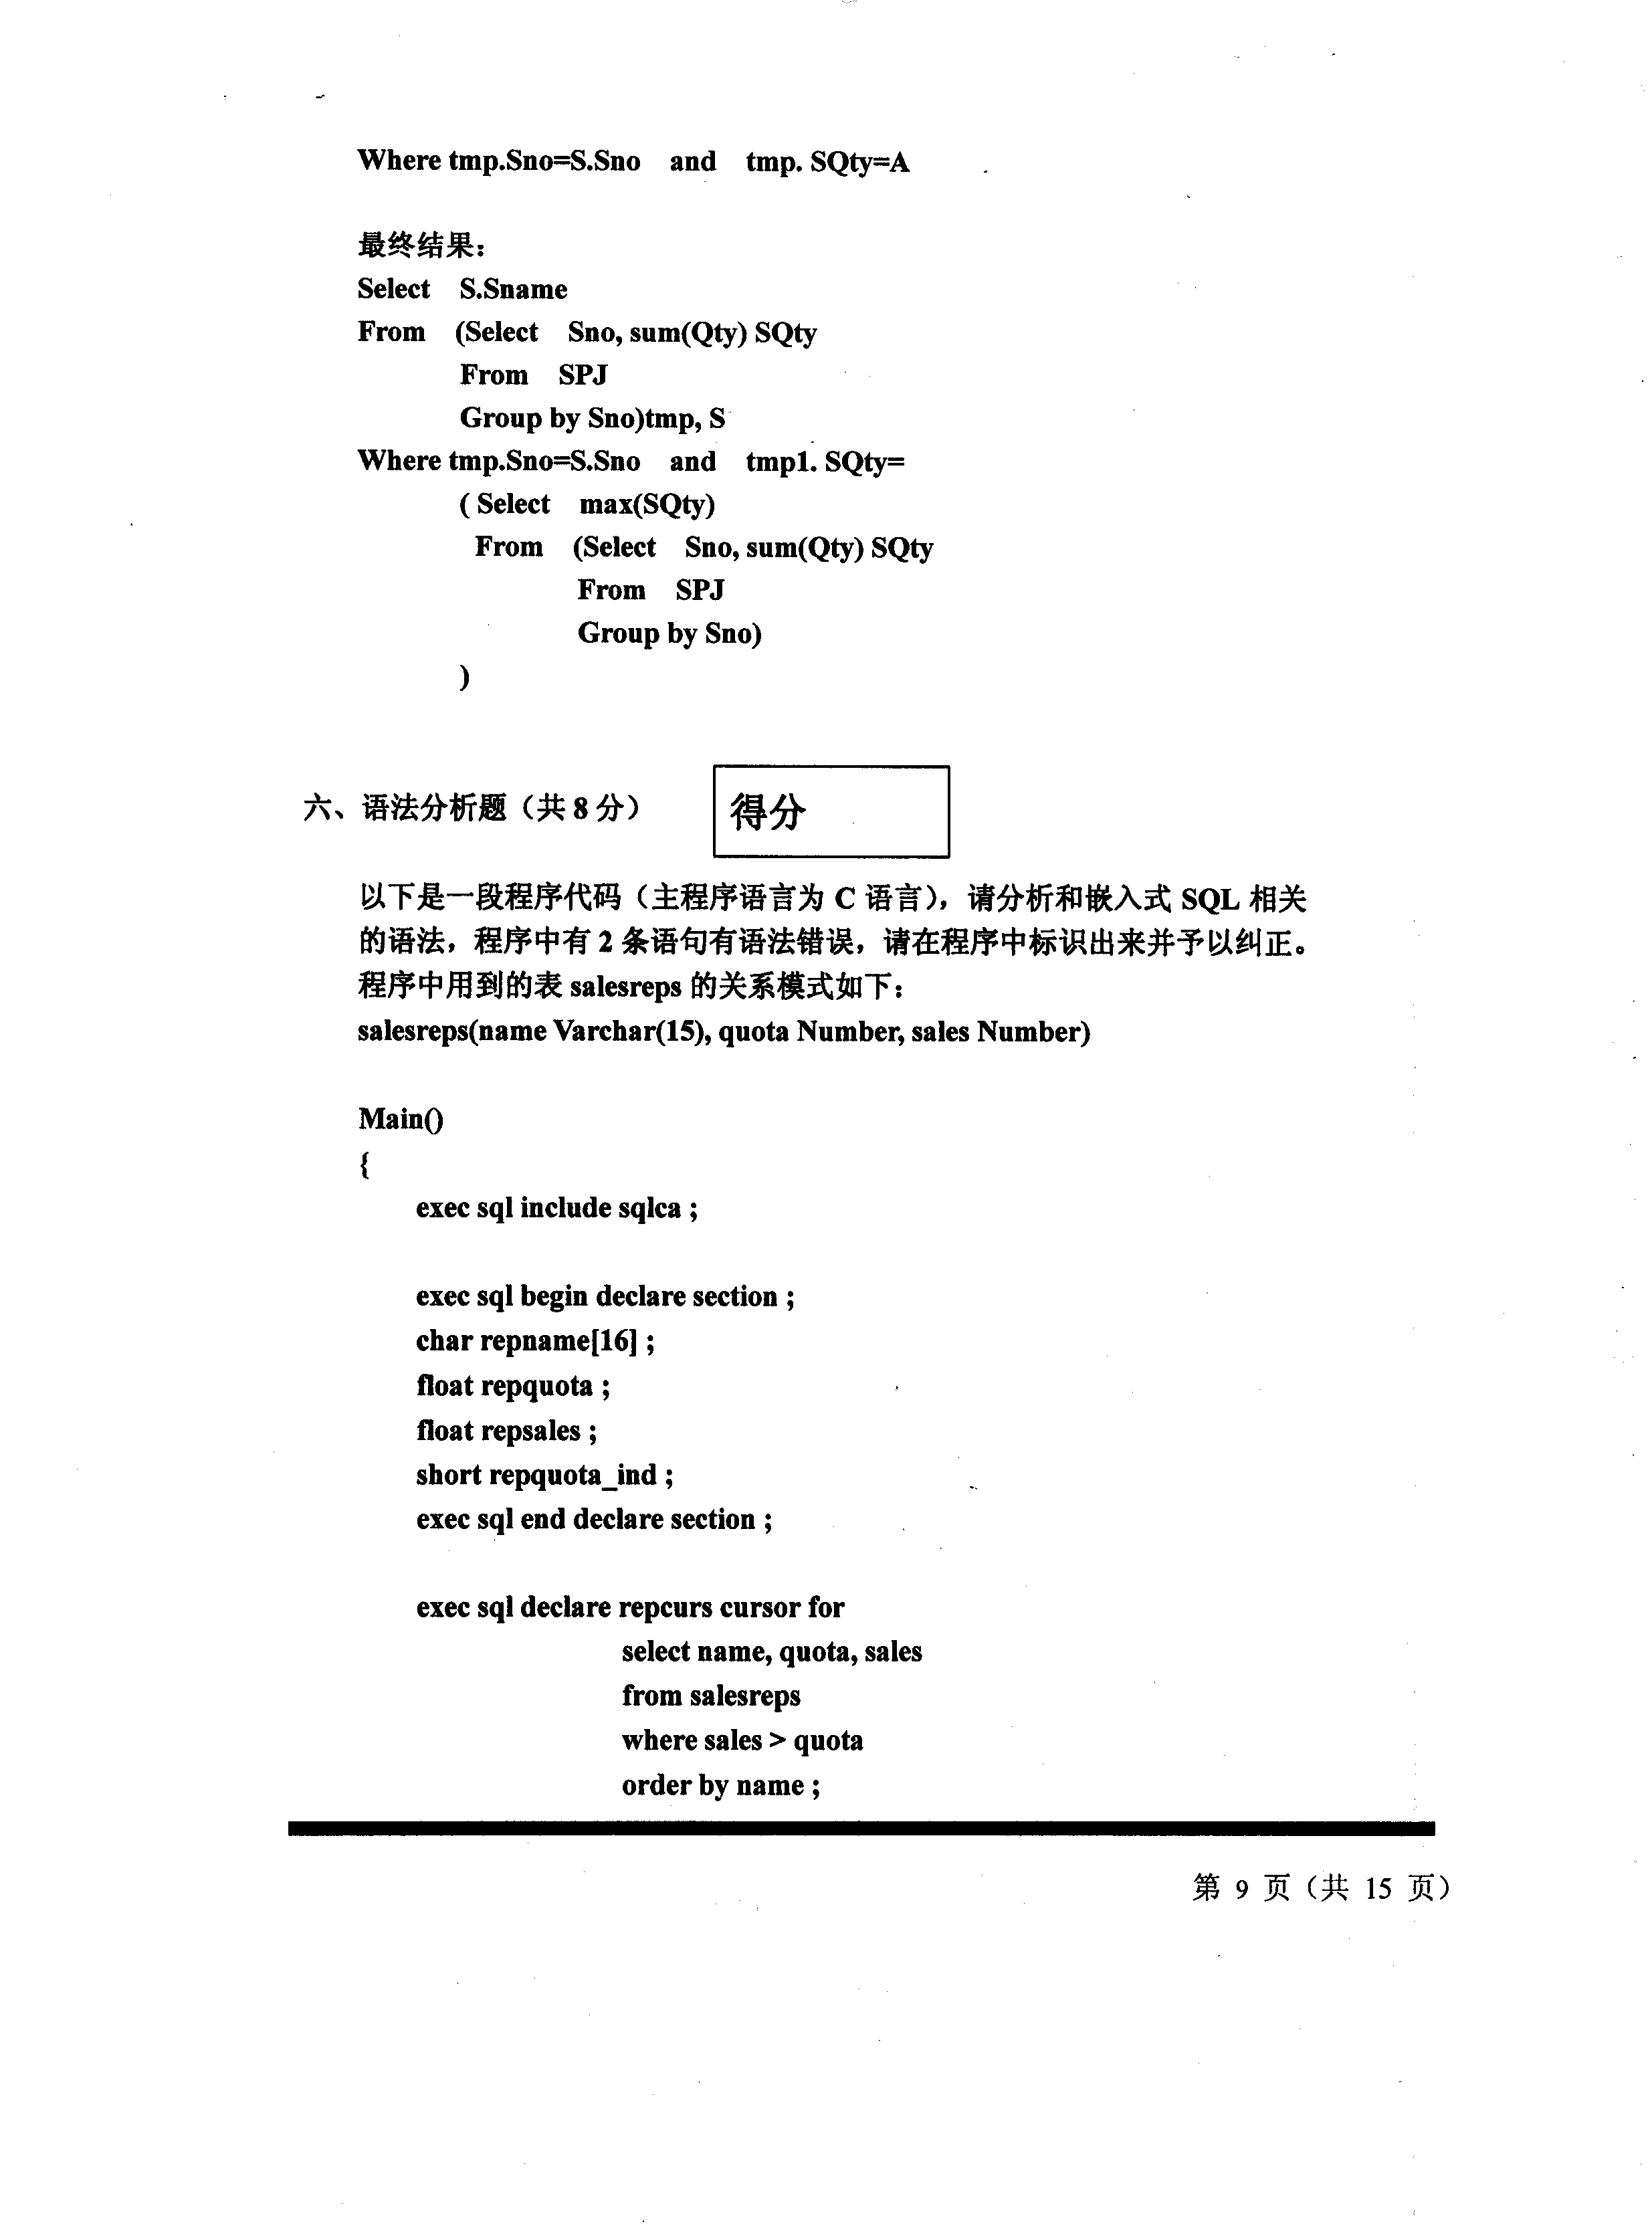 Where tmp.Sno=S.Sno and tmp. SQty=A
最终结果：
Select S.Sname
From (Select Sno, sum(Qty) SQty
From SPJ
Group by Sno)tmp, S
Where tmp.Sno=S.Sno and tmp1. SQty=
( Select max(SQty)
From (Select Sno, sum(Qty) SQty
From SPJ
Group by Sno)
)
六、语法分析题（共 8 分）
得分
以下是一段程序代码（主程序语言为 C 语言），请分析和嵌入式 SQL 相关
的语法，程序中有 2 条语句有语法错误，请在程序中标识出来并予以纠正。
程序中用到的表 salesreps 的关系模式如下：
salesreps(name Varchar(15), quota Number, sales Number)
Main()
{
exec sql include sqlca ;
exec sql begin declare section ;
char repname[16] ;
float repquota ;
float repsales ;
short repquota_ind ;
exec sql end declare section ;
exec sql declare repcurs cursor for
select name, quota, sales
from salesreps
where sales > quota
order by name ;
第 9 页（共 15 页）